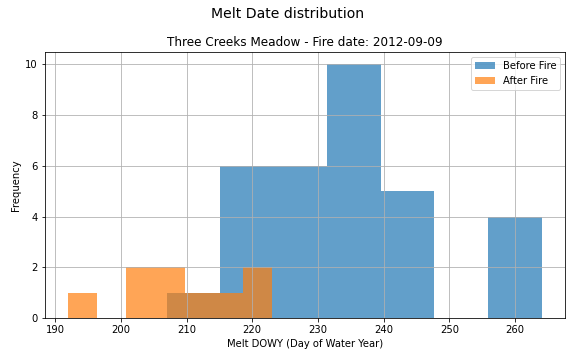 Melt Date distribution
Three Creeks Meadow - Fire date: 2012-09-09
Before Fire
After Fire
Frequency
10
8
6
4
2
0
190 200 210 220 230 240 250 260
Melt DOWY (Day of Water Year)